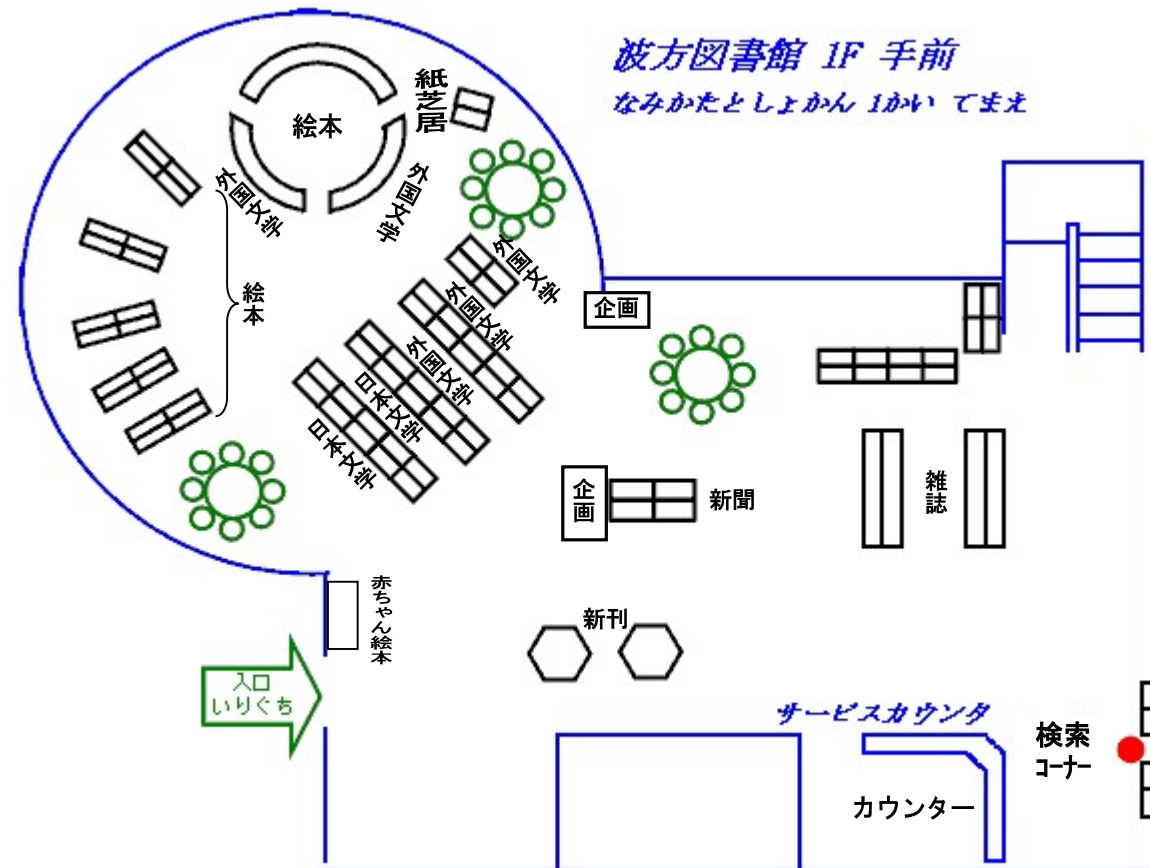 波方図書館 1F 手前
なみかたとしょかん 1かい てまえ
紙芝居
絵本
外国文学
外国文学
外国文学
絵本
外国文学
企画
外国文学
日本文学
日本文学
企画
新聞
雑誌
赤ちゃん絵本
新刊
入口
いりぐち
サービスカウンタ
検索
コーナー
カウンター